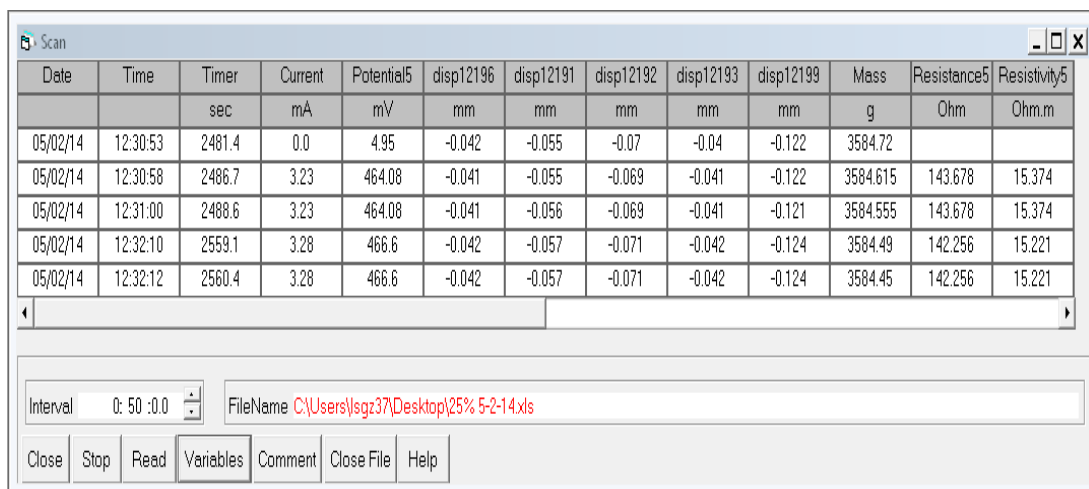 Scan
Date Time Timer Current Potential5 disp12196 disp12191 disp12192 disp12193 disp12199 Mass Resistance5 Resistivity5
sec mA mV mm mm mm mm mm g Ohm Ohm.m
05/02/14 12:30:53 2481.4 0.0 4.95 -0.042 -0.055 -0.07 -0.04 -0.122 3584.72
05/02/14 12:30:58 2486.7 3.23 464.08 -0.041 -0.055 -0.069 -0.041 -0.122 3584.615 143.678 15.374
05/02/14 12:31:00 2488.6 3.23 464.08 -0.041 -0.056 -0.069 -0.041 -0.121 3584.555 143.678 15.374
05/02/14 12:32:10 2559.1 3.28 466.6 -0.042 -0.057 -0.071 -0.042 -0.124 3584.49 142.256 15.221
05/02/14 12:32:12 2560.4 3.28 466.6 -0.042 -0.057 -0.071 -0.042 -0.124 3584.45 142.256 15.221
Interval 0: 50 :0.0 FileName C:\Users\lsgz37\Desktop\25% 5-2-14.xls
Close Stop Read Variables Comment Close File Help